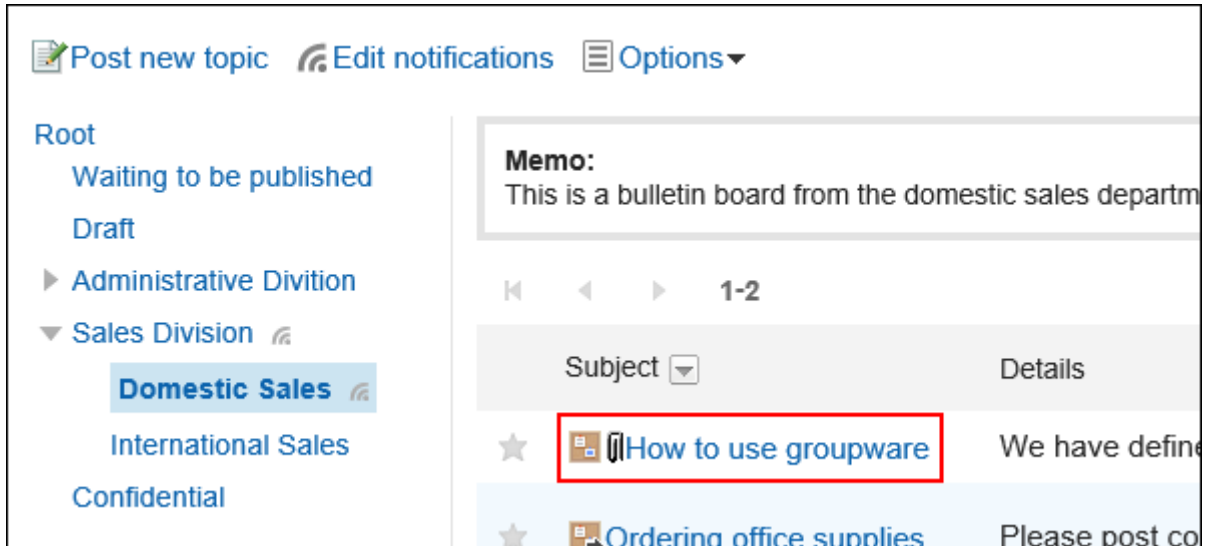 Post new topic Edit notifications Options
Root
Waiting to be published
Draft
Administrative Divition
Sales Division
Domestic Sales
International Sales
Confidential
Memo:
This is a bulletin board from the domestic sales departm
1-2
Subject Details
How to use groupware We have define
Ordering office supplies Please post co